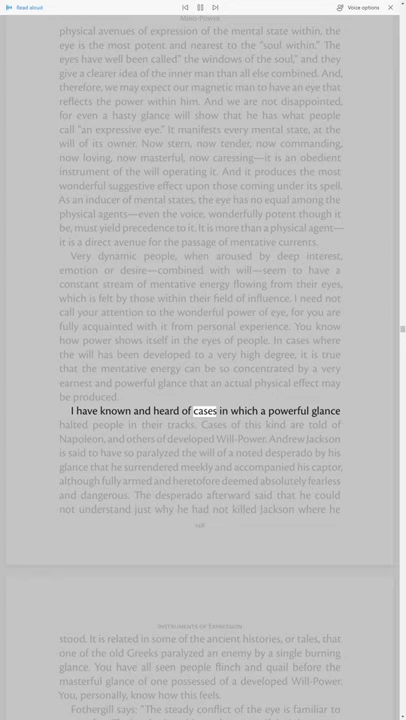 Read aloud
Voice options
Mind-Power
physical avenues of expression of the mental state within, the
eye is the most potent and nearest to the "soul within." The
eyes have well been called" the windows of the soul," and they
give a clearer idea of the inner man than all else combined. And,
therefore, we may expect our magnetic man to have an eye that
reflects the power within him. And we are not disappointed,
for even a hasty glance will show that he has what people
call "an expressive eye." It manifests every mental state, at the
will of its owner. Now stern, now tender, now commanding,
now loving, now masterful, now caressing—it is an obedient
instrument of the will operating it. And it produces the most
wonderful suggestive effect upon those coming under its spell.
As an inducer of mental states, the eye has no equal among the
physical agents—even the voice, wonderfully potent though it
be, must yield precedence to it. It is more than a physical agent—
it is a direct avenue for the passage of mentative currents.
Very dynamic people, when aroused by deep interest,
emotion or desire—combined with will—seem to have a
constant stream of mentative energy flowing from their eyes,
which is felt by those within their field of influence. I need not
call your attention to the wonderful power of eye, for you are
fully acquainted with it from personal experience. You know
how power shows itself in the eyes of people. In cases where
the will has been developed to a very high degree, it is true
that the mentative energy can be so concentrated by a very
earnest and powerful glance that an actual physical effect may
be produced.
I have known and heard of cases in which a powerful glance
halted people in their tracks. Cases of this kind are told of
Napoleon, and others of developed Will-Power. Andrew Jackson
is said to have so paralyzed the will of a noted desperado by his
glance that he surrendered meekly and accompanied his captor,
although fully armed and heretofore deemed absolutely fearless
and dangerous. The desperado afterward said that he could
not understand just why he had not killed Jackson where he
Instruments of Expression
stood. It is related in some of the ancient histories, or tales, that
one of the old Greeks paralyzed an enemy by a single burning
glance. You have all seen people flinch and quail before the
masterful glance of one possessed of a developed Will-Power.
You, personally, know how this feels.
Fothergill says: "The steady conflict of the eye is familiar to